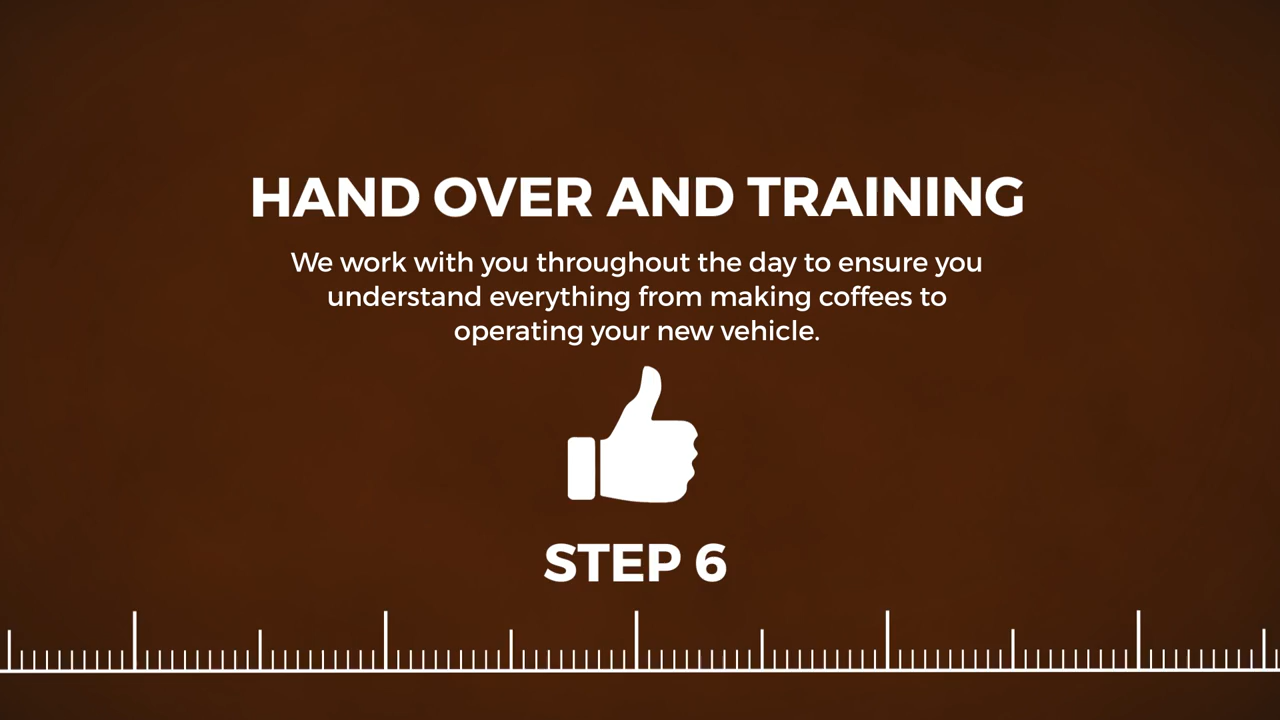 HAND OVER AND TRAINING
We work with you throughout the day to ensure you
understand everything from making coffees to
operating your new vehicle.
STEP 6